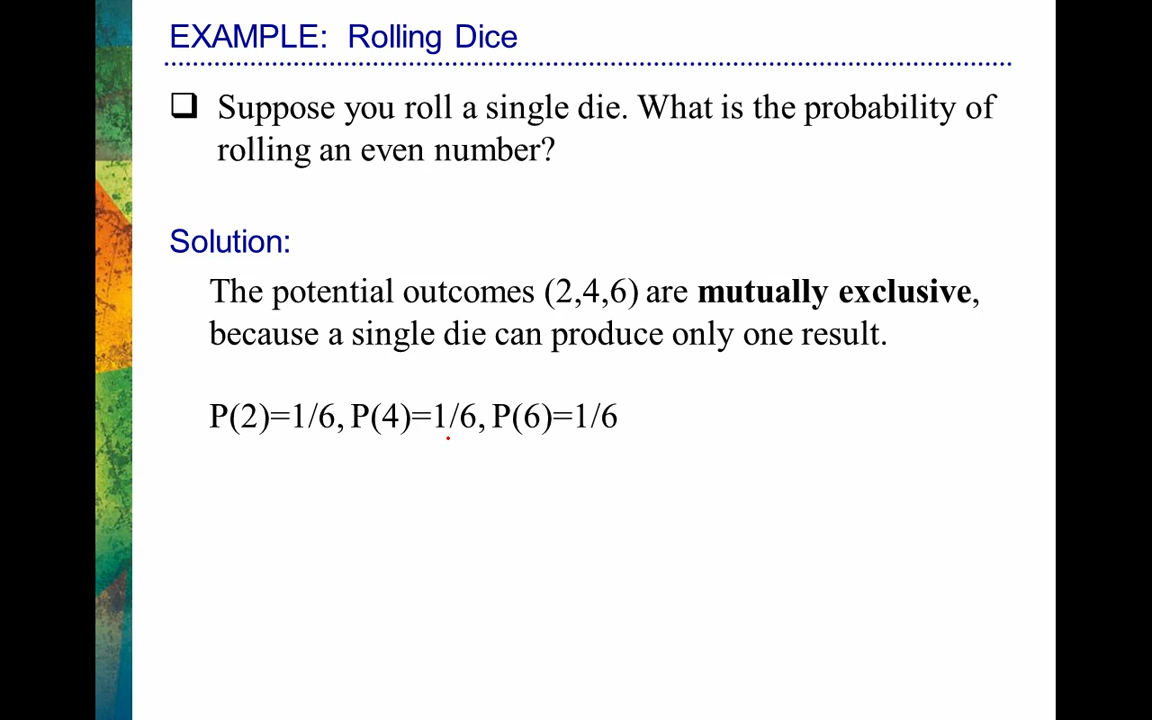 EXAMPLE: Rolling Dice
❑ Suppose you roll a single die. What is the probability of
rolling an even number?
Solution:
The potential outcomes (2,4,6) are mutually exclusive,
because a single die can produce only one result.
P(2)=1/6, P(4)=1/6, P(6)=1/6